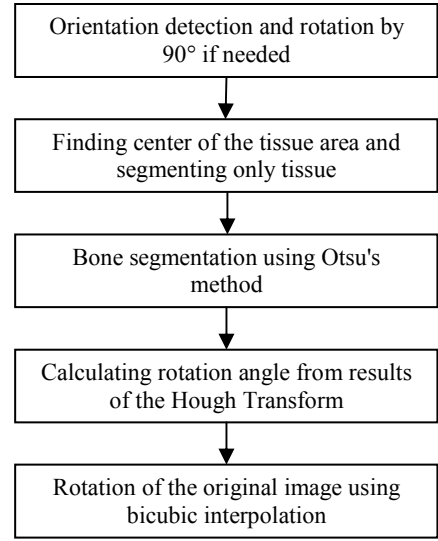 Orientation detection and rotation by
90° if needed
Finding center of the tissue area and
segmenting only tissue
Bone segmentation using Otsu's
method
Calculating rotation angle from results
of the Hough Transform
Rotation of the original image using
bicubic interpolation